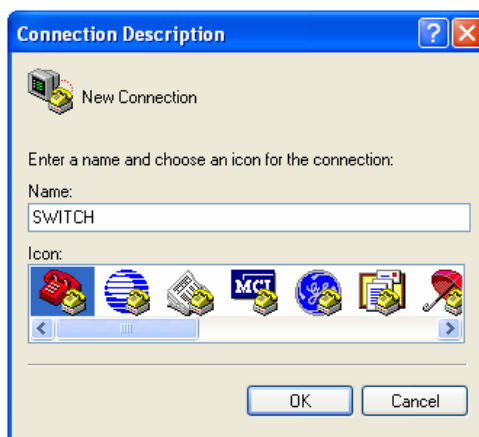 Connection Description
New Connection
Enter a name and choose an icon for the connection:
Name:
SWITCH
Icon:
MCI
OK
Cancel